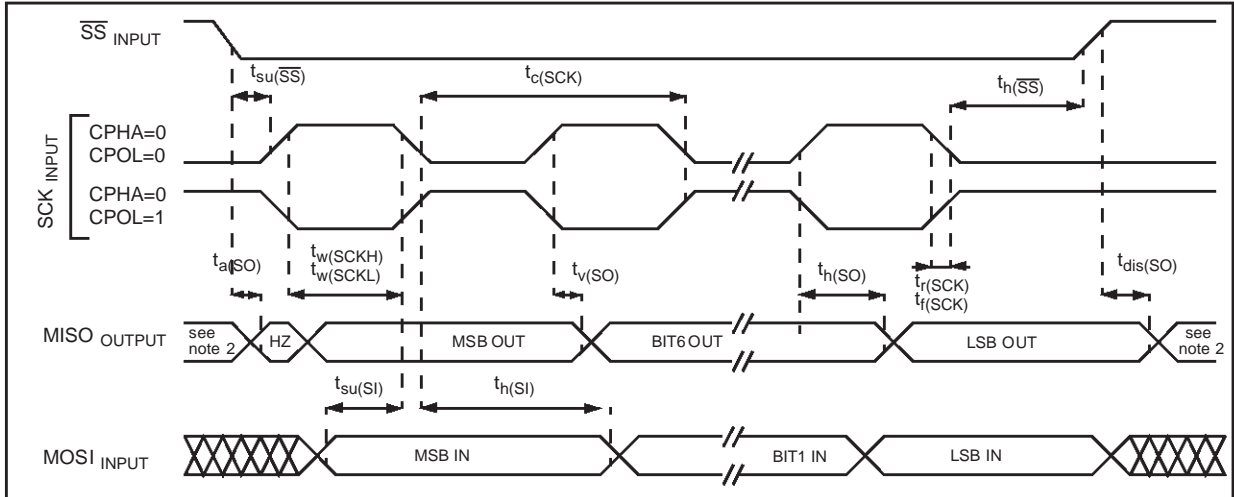 SS INPUT
tsu(SS)
tc(SCK)
th(SS)
SCK INPUT
CPHA=0
CPOL=0
CPHA=0
CPOL=1
ta(SO)
tw(SCKH)
tw(SCKL)
tv(SO)
th(SO)
tr(SCK)
tf(SCK)
tdis(SO)
MISO OUTPUT
see
note 2
HZ
MSB OUT
BIT6 OUT
LSB OUT
see
note 2
tsu(SI)
th(SI)
MOSI INPUT
MSB IN
BIT1 IN
LSB IN